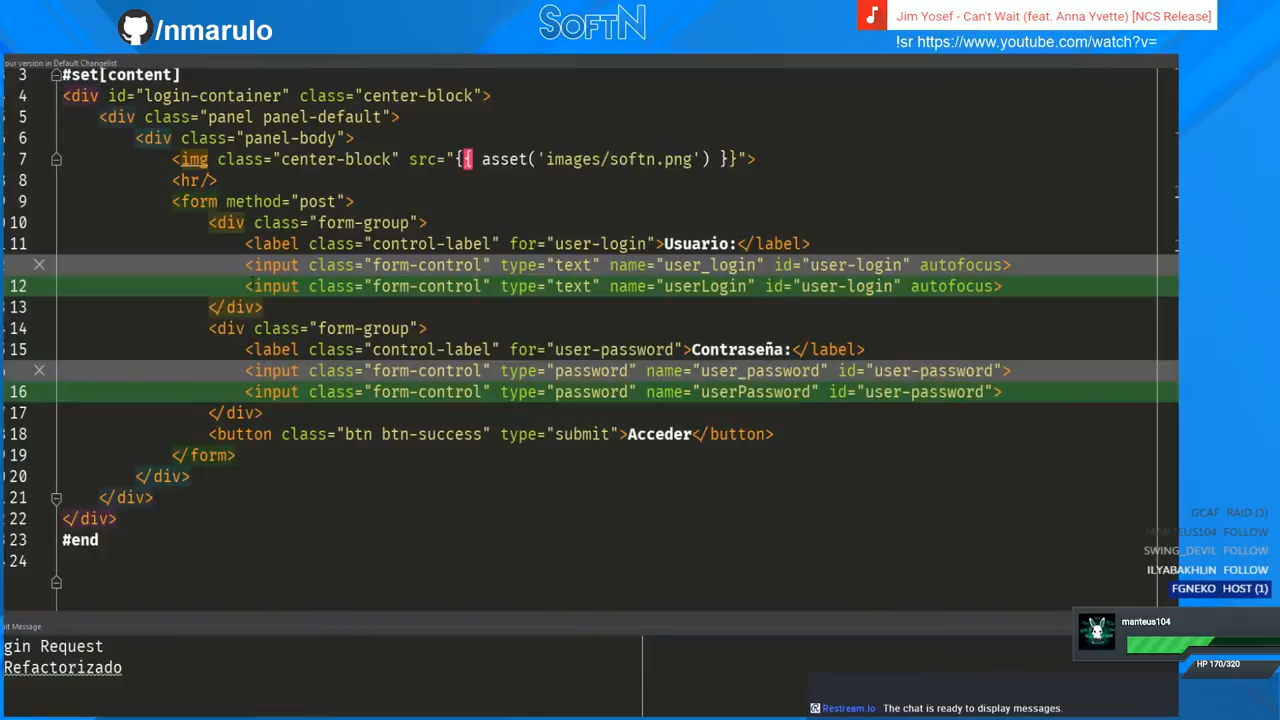 /nmarulo
SOFTN
Jim Yosef - Can't Wait (feat. Anna Yvette) [NCS Release]
!sr https://www.youtube.com/watch?v=
our version in Default Changelist
3 #set[content]
4 <div id="login-container" class="center-block">
5 <div class="panel panel-default">
6 <div class="panel-body">
7 <img class="center-block" src="{{ asset('images/softn.png') }}">
8 <hr/>
9 <form method="post">
10 <div class="form-group">
11 <label class="control-label" for="user-login">Usuario:</label>
<input class="form-control" type="text" name="user_login" id="user-login" autofocus>
12 <input class="form-control" type="text" name="userLogin" id="user-login" autofocus>
13 </div>
14 <div class="form-group">
15 <label class="control-label" for="user-password">Contraseña:</label>
<input class="form-control" type="password" name="user_password" id="user-password">
16 <input class="form-control" type="password" name="userPassword" id="user-password">
17 </div>
18 <button class="btn btn-success" type="submit">Acceder</button>
19 </form>
20 </div>
21 </div>
22 </div>
23 #end
24
GCAF RAID (3)
MANTEUS104 FOLLOW
SWING_DEVIL FOLLOW
ILYABAKHLIN FOLLOW
FGNEKO HOST (1)
it Message
gin Request
Refactorizado
manteus104
HP 170/320
Restream.io The chat is ready to display messages.